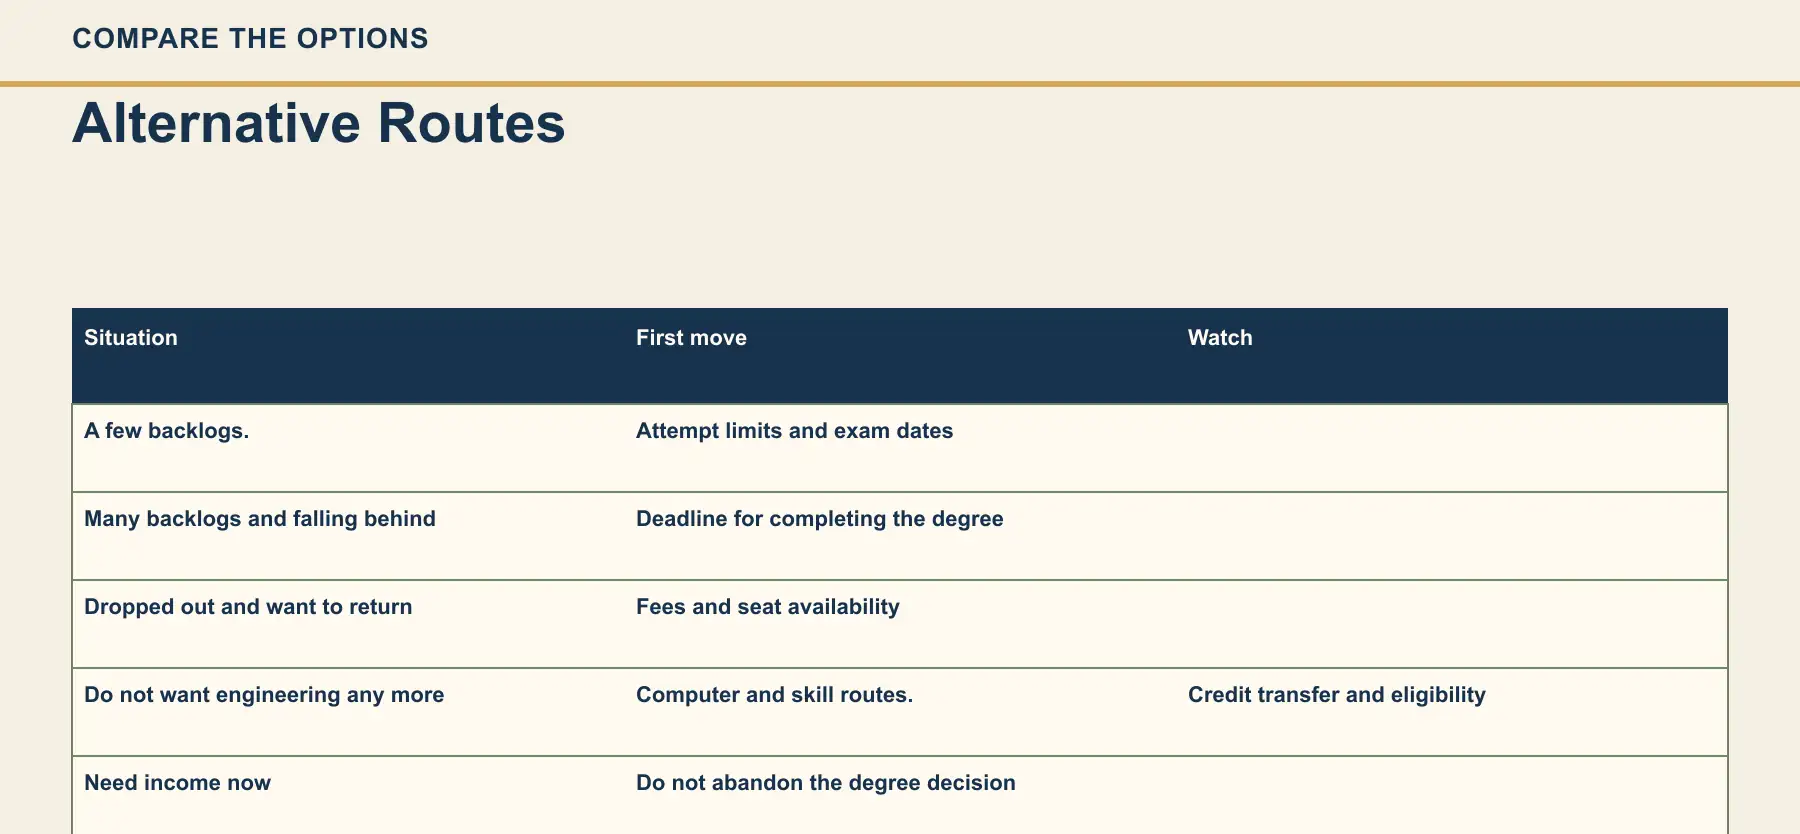 COMPARE THE OPTIONS
Alternative Routes
Situation First move Watch
A few backlogs. Attempt limits and exam dates
Many backlogs and falling behind Deadline for completing the degree
Dropped out and want to return Fees and seat availability
Do not want engineering any more Computer and skill routes. Credit transfer and eligibility
Need income now Do not abandon the degree decision